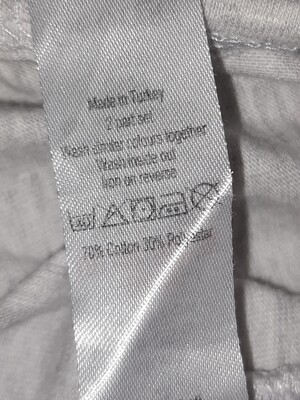 Made in Turkey
2 part set
Wash similar colours together
Wash inside out
Iron on reverse
70% Cotton 30% Polyester